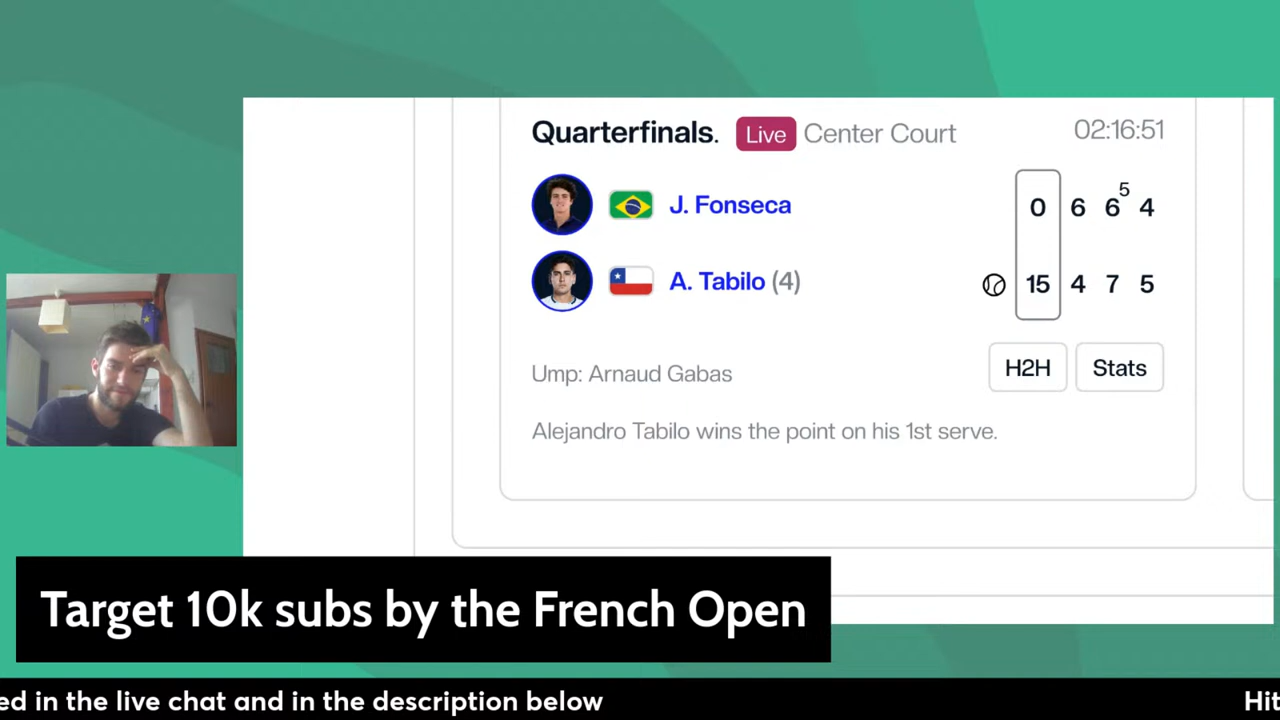 Quarterfinals. Live Center Court 02:16:51
J. Fonseca 0 6 6 5 4
A. Tabilo (4) 15 4 7 5
Ump: Arnaud Gabas H2H Stats
Alejandro Tabilo wins the point on his 1st serve.
Target 10k subs by the French Open
ed in the live chat and in the description below Hit